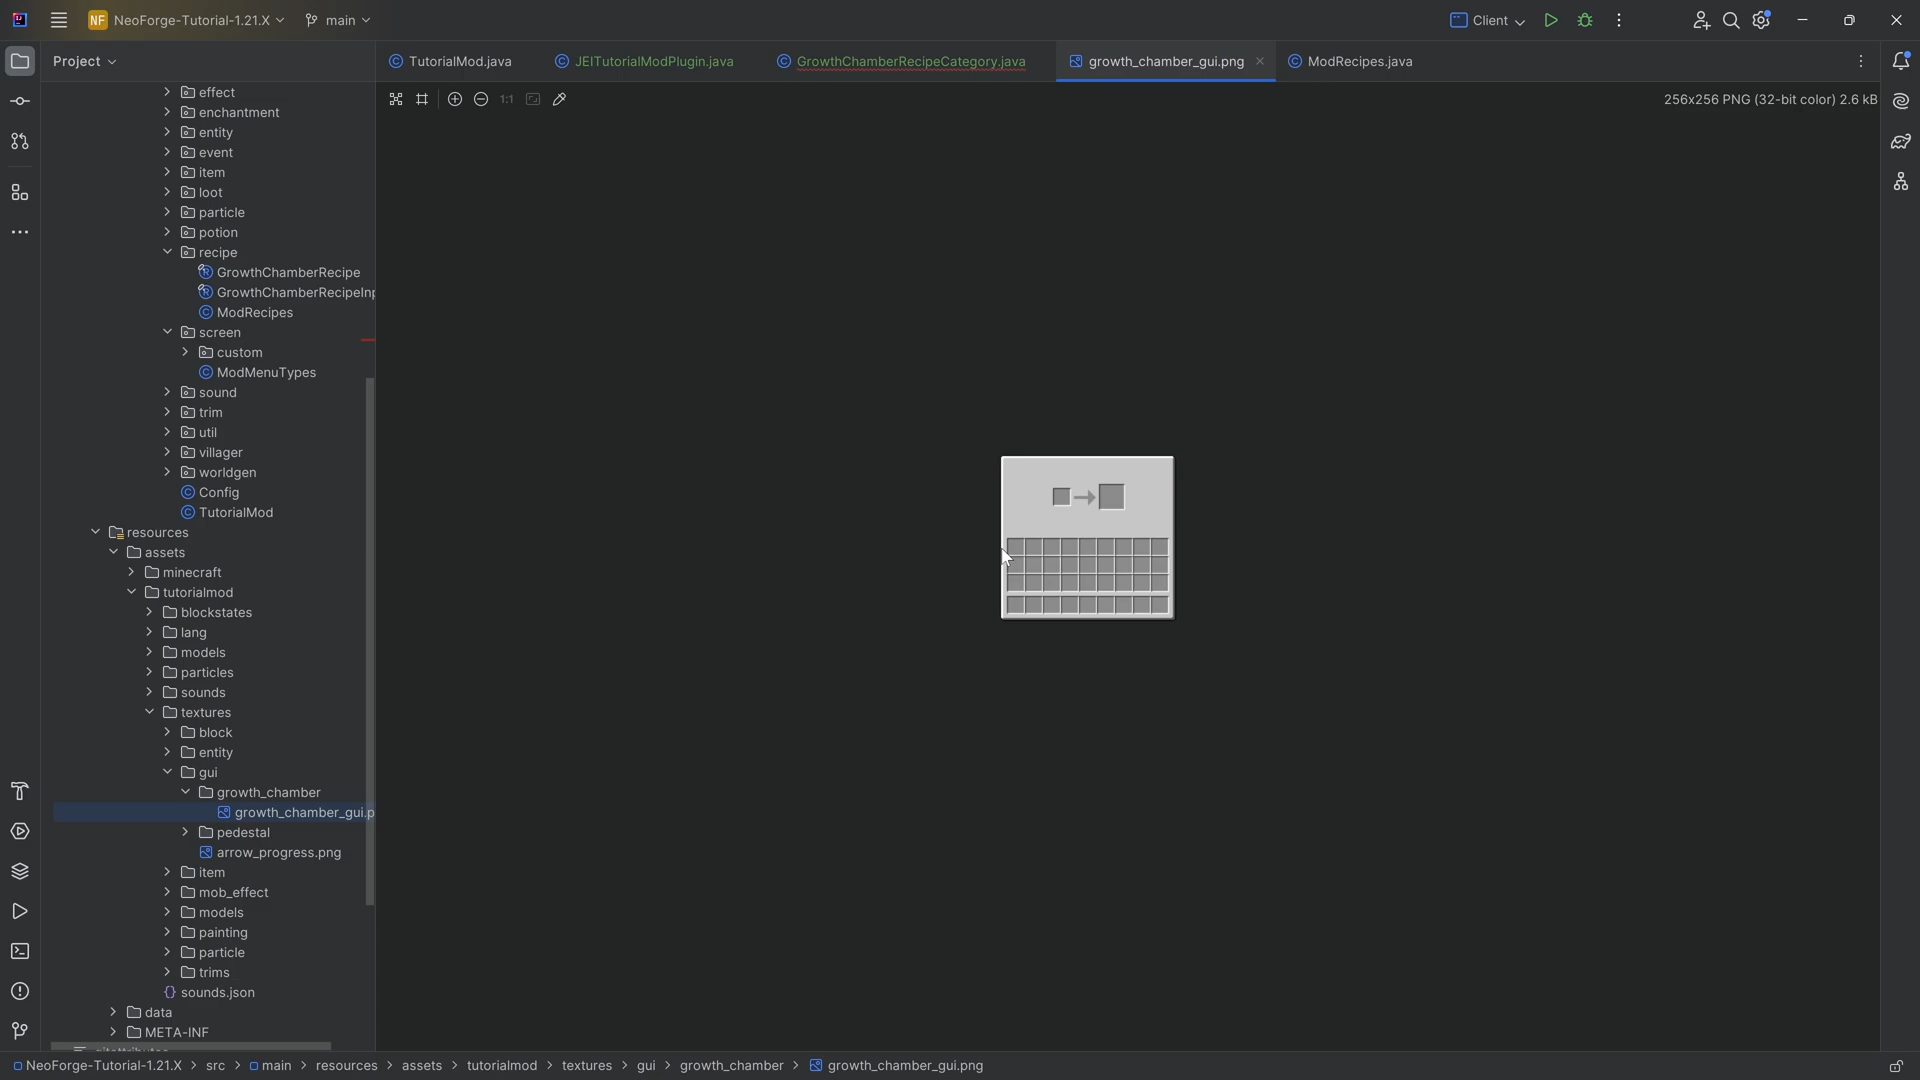 NF NeoForge-Tutorial-1.21.X main Client
Project
TutorialMod.java JEITutorialModPlugin.java GrowthChamberRecipeCategory.java growth_chamber_gui.png ModRecipes.java
1:1 256x256 PNG (32-bit color) 2.6 kB
effect
enchantment
entity
event
item
loot
particle
potion
recipe
GrowthChamberRecipe
GrowthChamberRecipeInp
ModRecipes
screen
custom
ModMenuTypes
sound
trim
util
villager
worldgen
Config
TutorialMod
resources
assets
minecraft
tutorialmod
blockstates
lang
models
particles
sounds
textures
block
entity
gui
growth_chamber
growth_chamber_gui.p
pedestal
arrow_progress.png
item
mob_effect
models
painting
particle
trims
sounds.json
data
META-INF
NeoForge-Tutorial-1.21.X > src > main > resources > assets > tutorialmod > textures > gui > growth_chamber > growth_chamber_gui.png